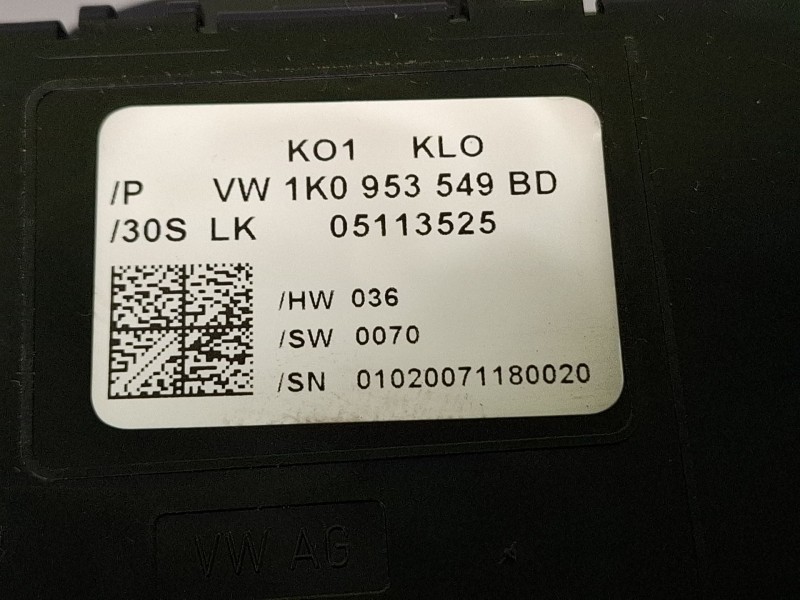 KO1 KLO
/P VW 1K0 953 549 BD
/30S LK 05113525
/HW 036
/SW 0070
/SN 01020071180020
VW AG